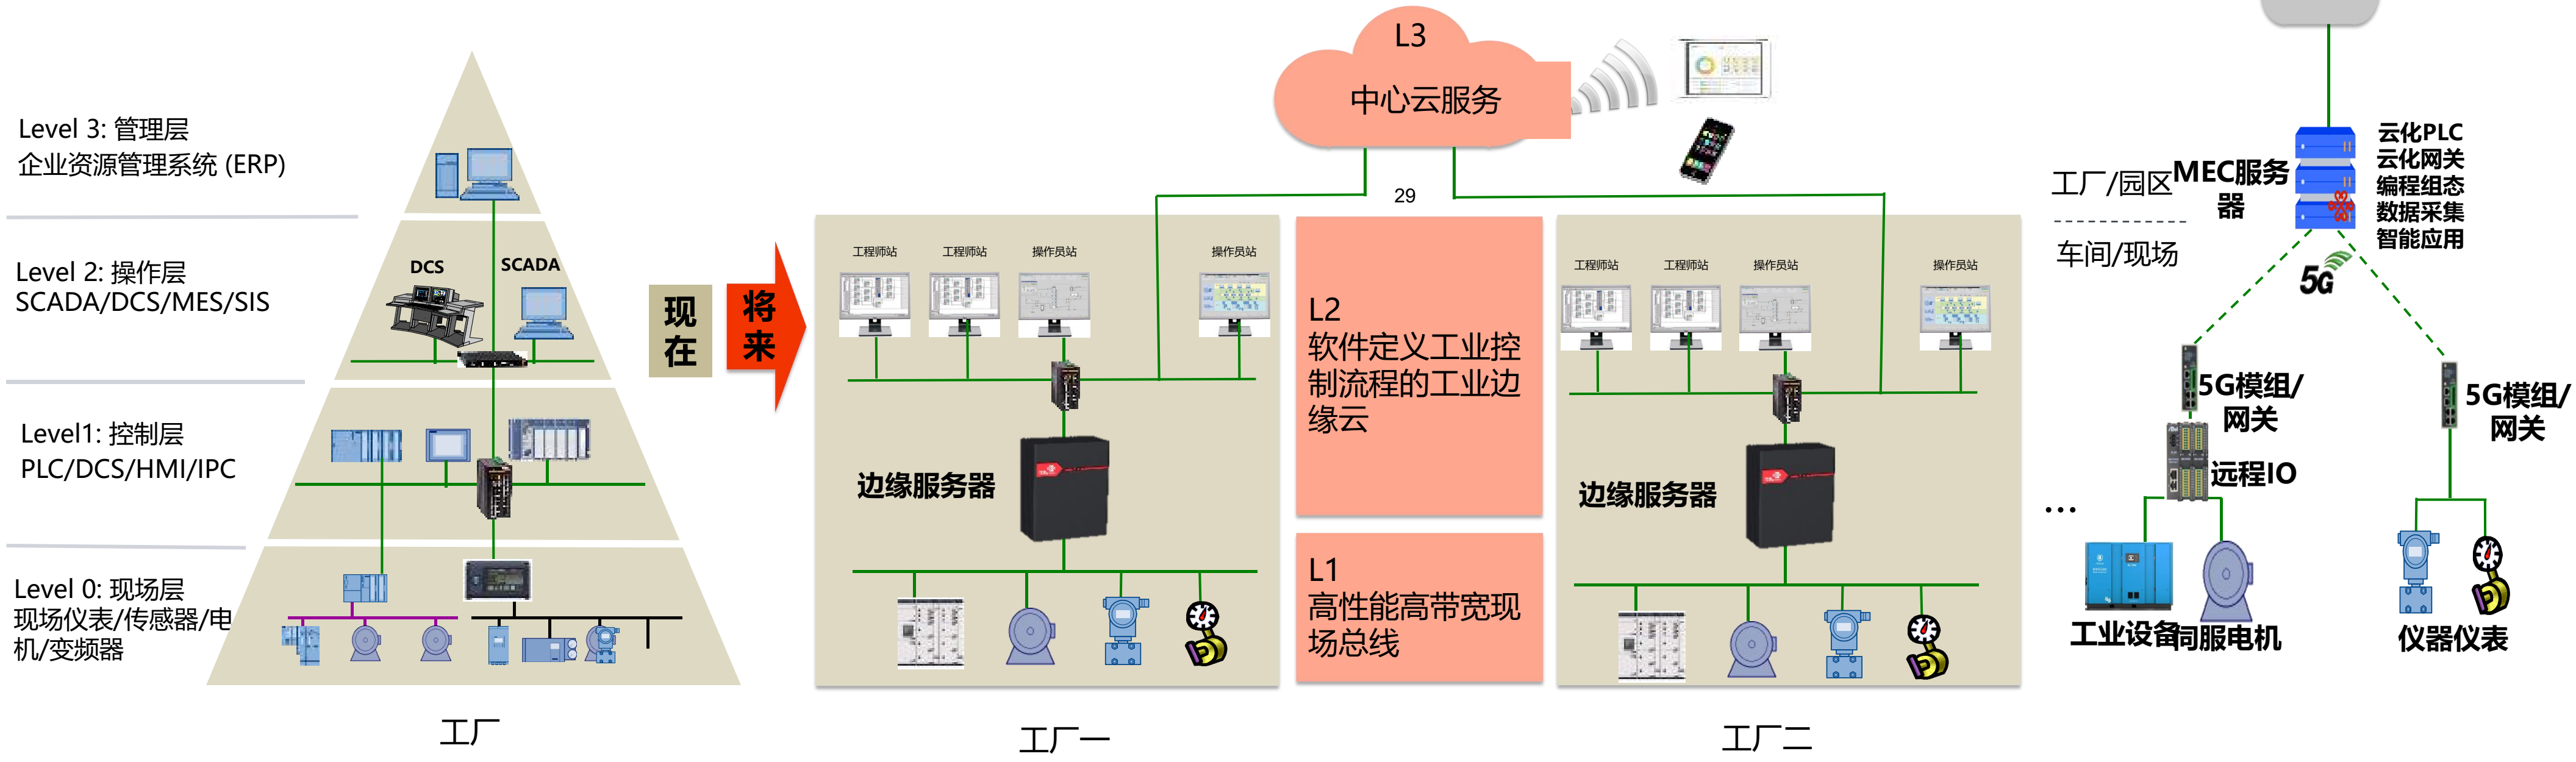 Level 3: 管理层
企业资源管理系统 (ERP)
Level 2: 操作层
SCADA/DCS/MES/SIS
Level1: 控制层
PLC/DCS/HMI/IPC
Level 0: 现场层
现场仪表/传感器/电
机/变频器
DCS
SCADA
工厂
现
在
将
来
L3
中心云服务
29
工程师站
工程师站
操作员站
操作员站
边缘服务器
工厂一
L2
软件定义工业控
制流程的工业边
缘云
L1
高性能高带宽现
场总线
工程师站
工程师站
操作员站
操作员站
边缘服务器
工厂二
...
工厂/园区
车间/现场
MEC服务
器
云化PLC
云化网关
编程组态
数据采集
智能应用
5G
5G模组/
网关
远程IO
5G模组/
网关
工业设备
伺服电机
仪器仪表